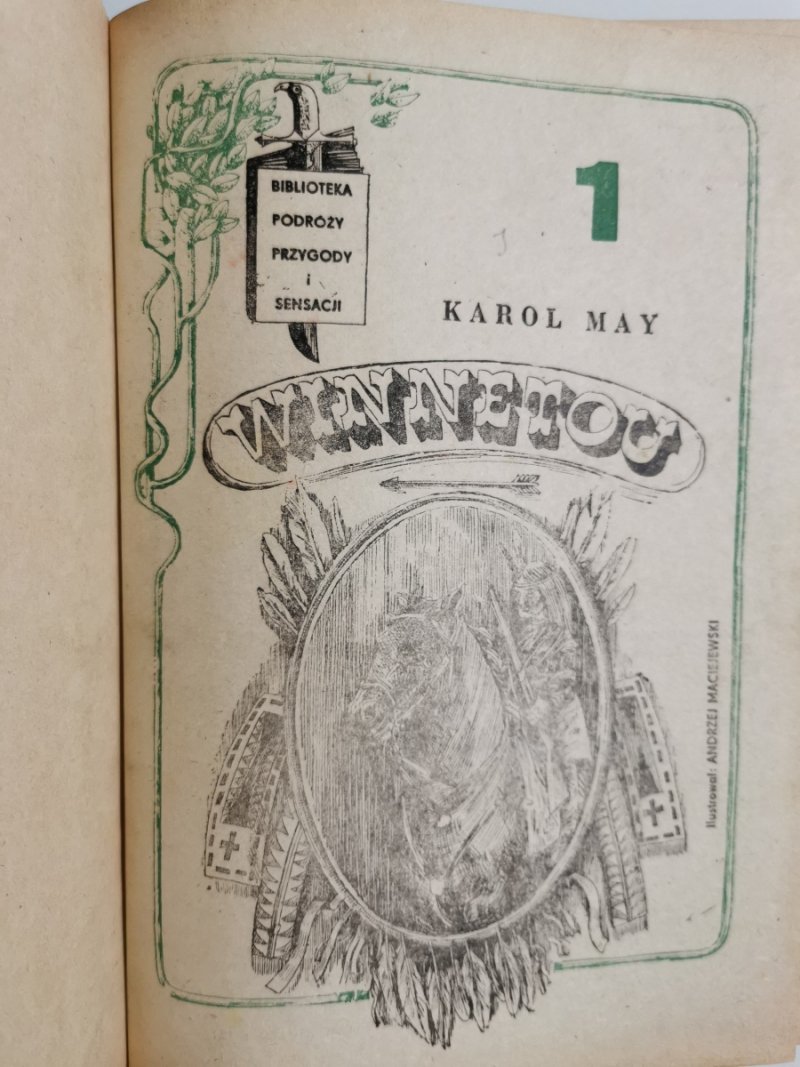 BIBLIOTEKA
PODRÓŻY
PRZYGODY
i
SENSACJI
1
KAROL MAY
WINNETOU
Ilustrował: ANDRZEJ MACIEJEWSKI